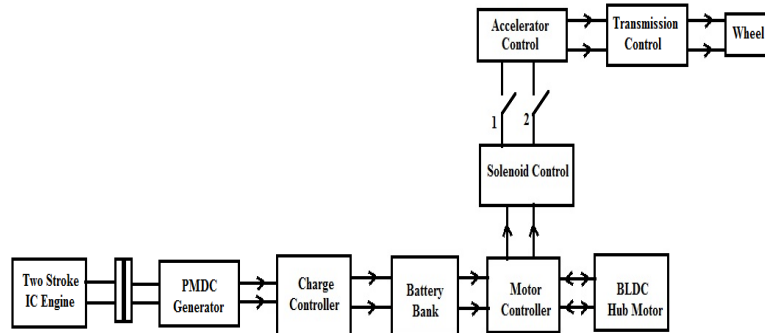 Accelerator
Control
Transmission
Control
Wheel
1
2
Solenoid Control
Two Stroke
IC Engine
PMDC
Generator
Charge
Controller
Battery
Bank
Motor
Controller
BLDC
Hub Motor